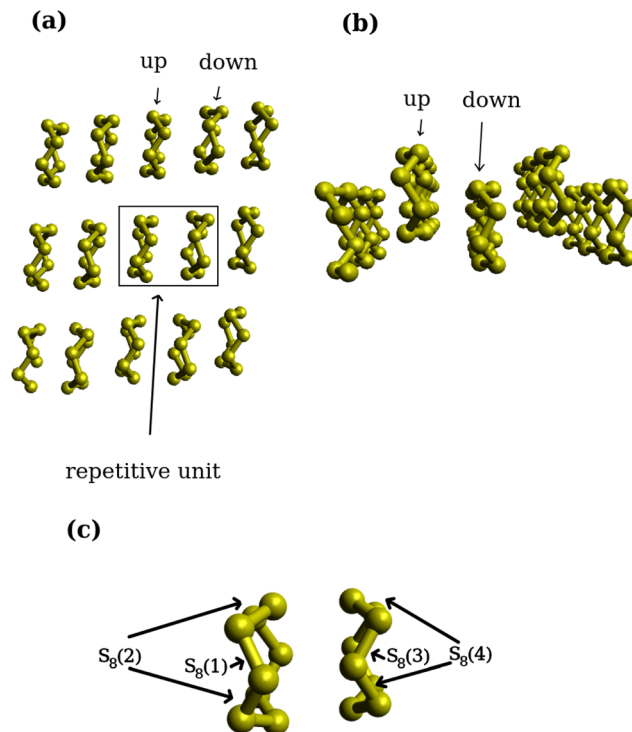 (a)
up down
repetitive unit
(b)
up down
(c)
S₈(2) S₈(1) S₈(3) S₈(4)